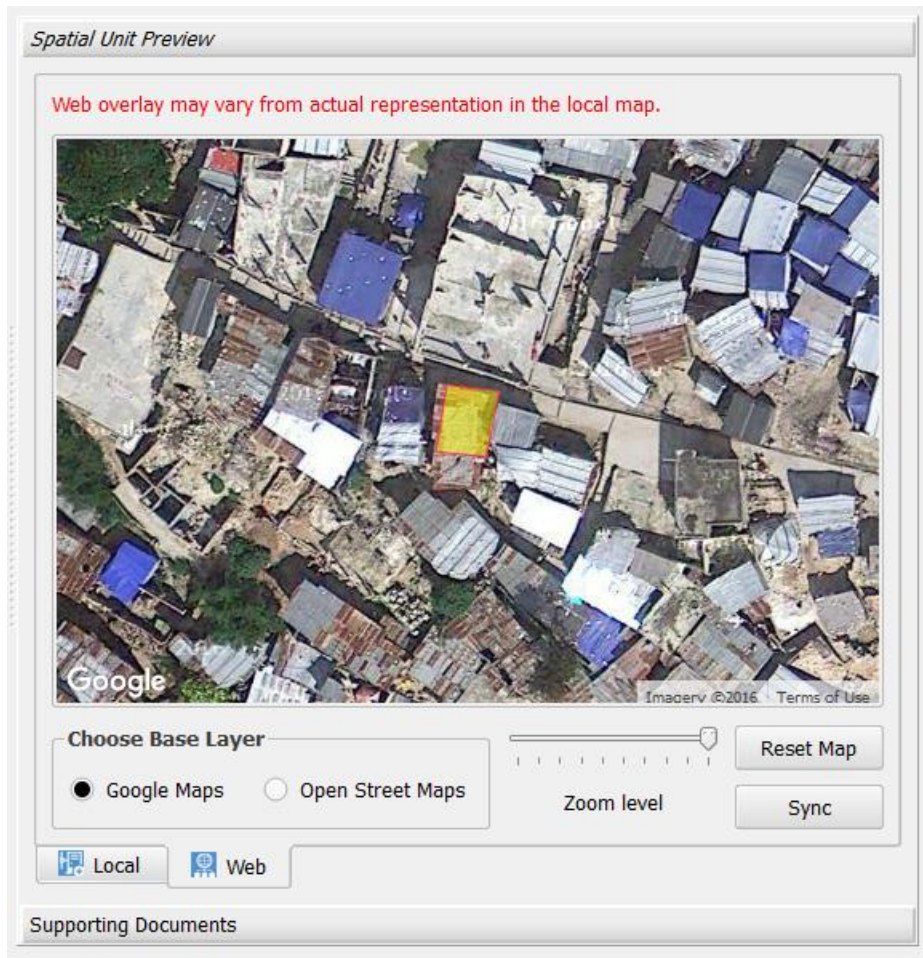 Spatial Unit Preview
Web overlay may vary from actual representation in the local map.
Google
Imagery ©2016 Terms of Use
Choose Base Layer
Google Maps
Open Street Maps
Zoom level
Reset Map
Sync
Local
Web
Supporting Documents